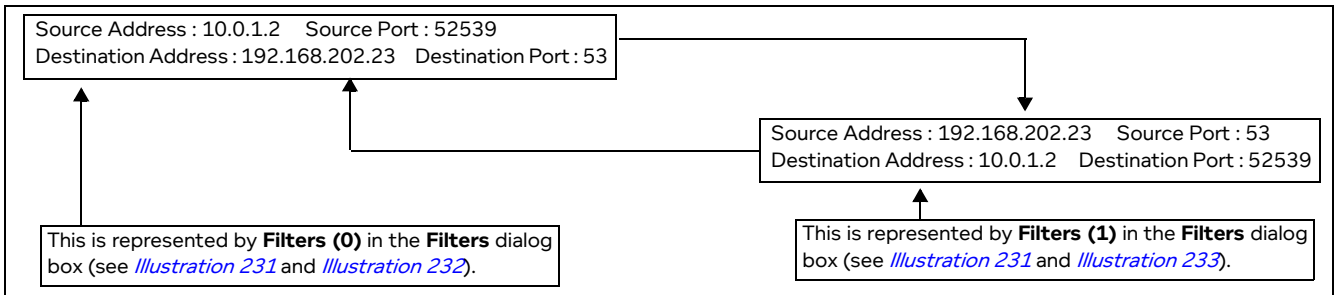 Source Address : 10.0.1.2 Source Port : 52539
Destination Address : 192.168.202.23 Destination Port : 53
Source Address : 192.168.202.23 Source Port : 53
Destination Address : 10.0.1.2 Destination Port : 52539
This is represented by Filters (0) in the Filters dialog
box (see Illustration 231 and Illustration 232).
This is represented by Filters (1) in the Filters dialog
box (see Illustration 231 and Illustration 233).